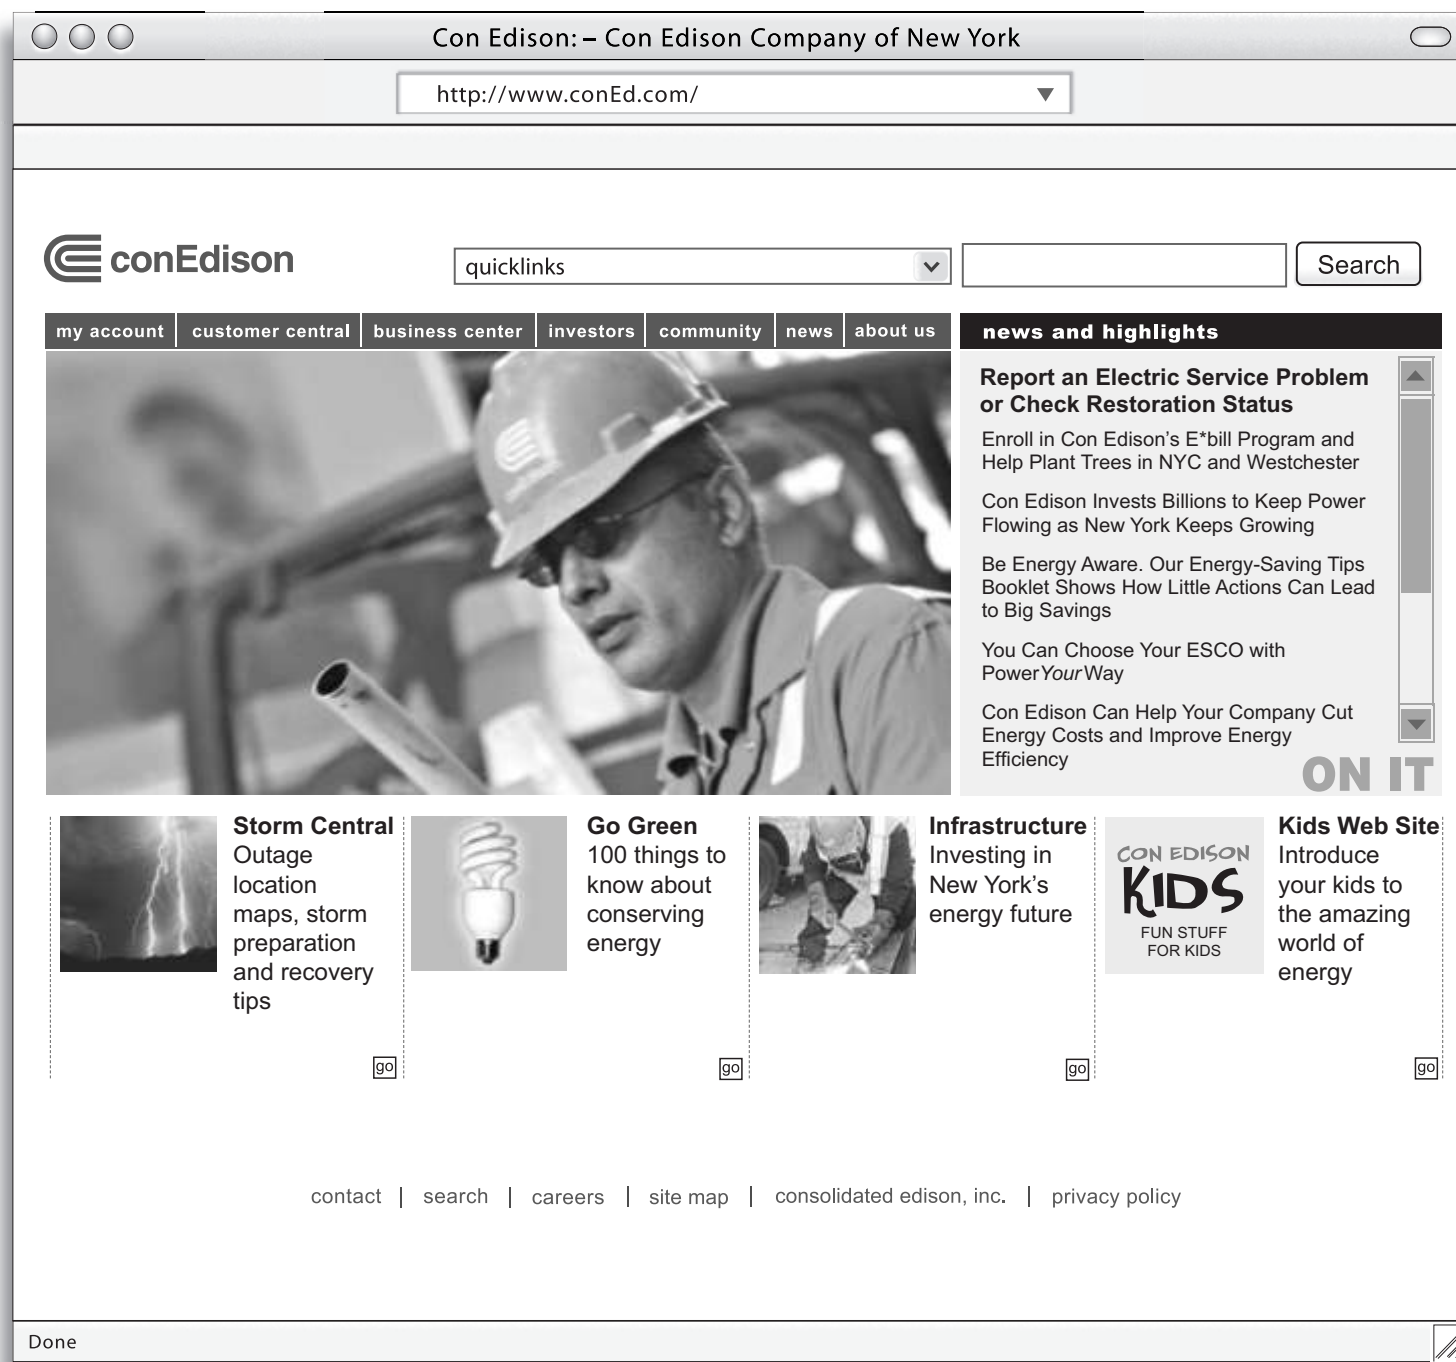 Con Edison: – Con Edison Company of New York
http://www.conEd.com/
conEdison
quicklinks
Search
my account
customer central
business center
investors
community
news
about us
news and highlights
Report an Electric Service Problem
or Check Restoration Status
Enroll in Con Edison’s E*bill Program and
Help Plant Trees in NYC and Westchester
Con Edison Invests Billions to Keep Power
Flowing as New York Keeps Growing
Be Energy Aware. Our Energy-Saving Tips
Booklet Shows How Little Actions Can Lead
to Big Savings
You Can Choose Your ESCO with
PowerYourWay
Con Edison Can Help Your Company Cut
Energy Costs and Improve Energy
Efficiency
ON IT
Storm Central
Outage
location
maps, storm
preparation
and recovery
tips
go
Go Green
100 things to
know about
conserving
energy
go
Infrastructure
Investing in
New York’s
energy future
go
CON EDISON
KIDS
FUN STUFF
FOR KIDS
Kids Web Site
Introduce
your kids to
the amazing
world of
energy
go
contact | search | careers | site map | consolidated edison, inc. | privacy policy
Done